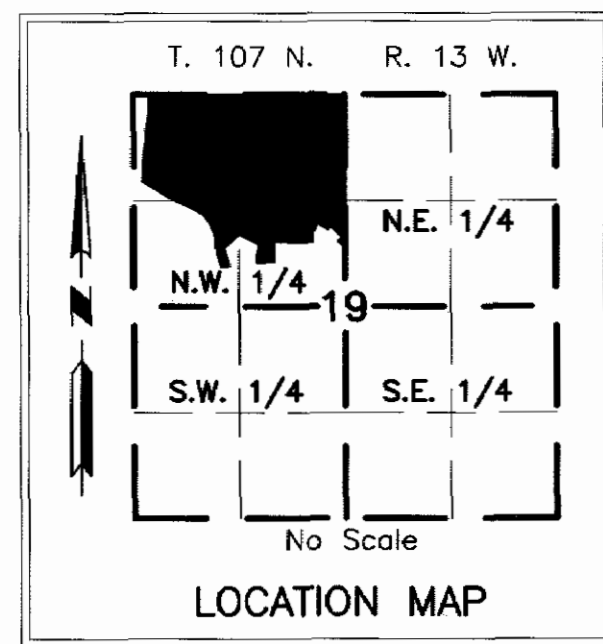 T. 107 N. R. 13 W.
N.E. 1/4
N.W. 1/4
19
S.W. 1/4 S.E. 1/4
No Scale
LOCATION MAP
N